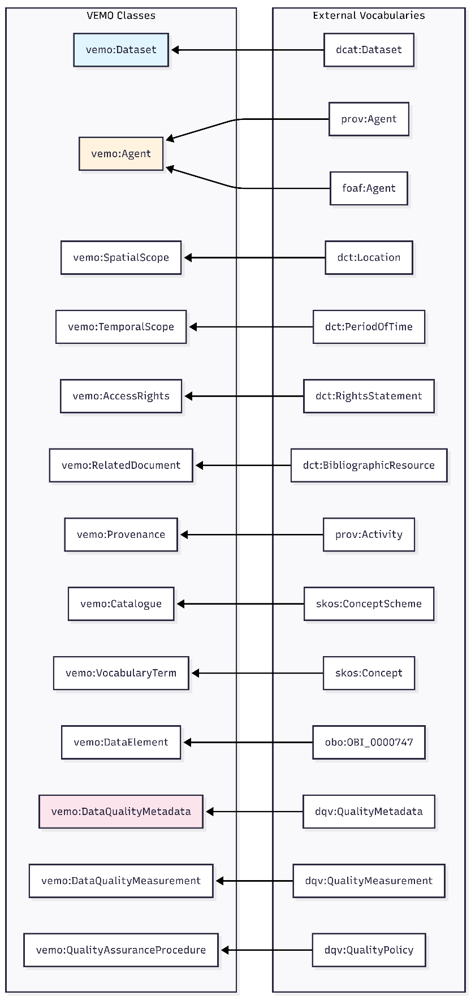 VEMO Classes
External Vocabularies
vemo:Dataset
dcat:Dataset
prov:Agent
vemo:Agent
foaf:Agent
vemo:SpatialScope
dct:Location
vemo:TemporalScope
dct:PeriodOfTime
vemo:AccessRights
dct:RightsStatement
vemo:RelatedDocument
dct:BibliographicResource
vemo:Provenance
prov:Activity
vemo:Catalogue
skos:ConceptScheme
vemo:VocabularyTerm
skos:Concept
vemo:DataElement
obo:OBI_0000747
vemo:DataQualityMetadata
dqv:QualityMetadata
vemo:DataQualityMeasurement
dqv:QualityMeasurement
vemo:QualityAssuranceProcedure
dqv:QualityPolicy